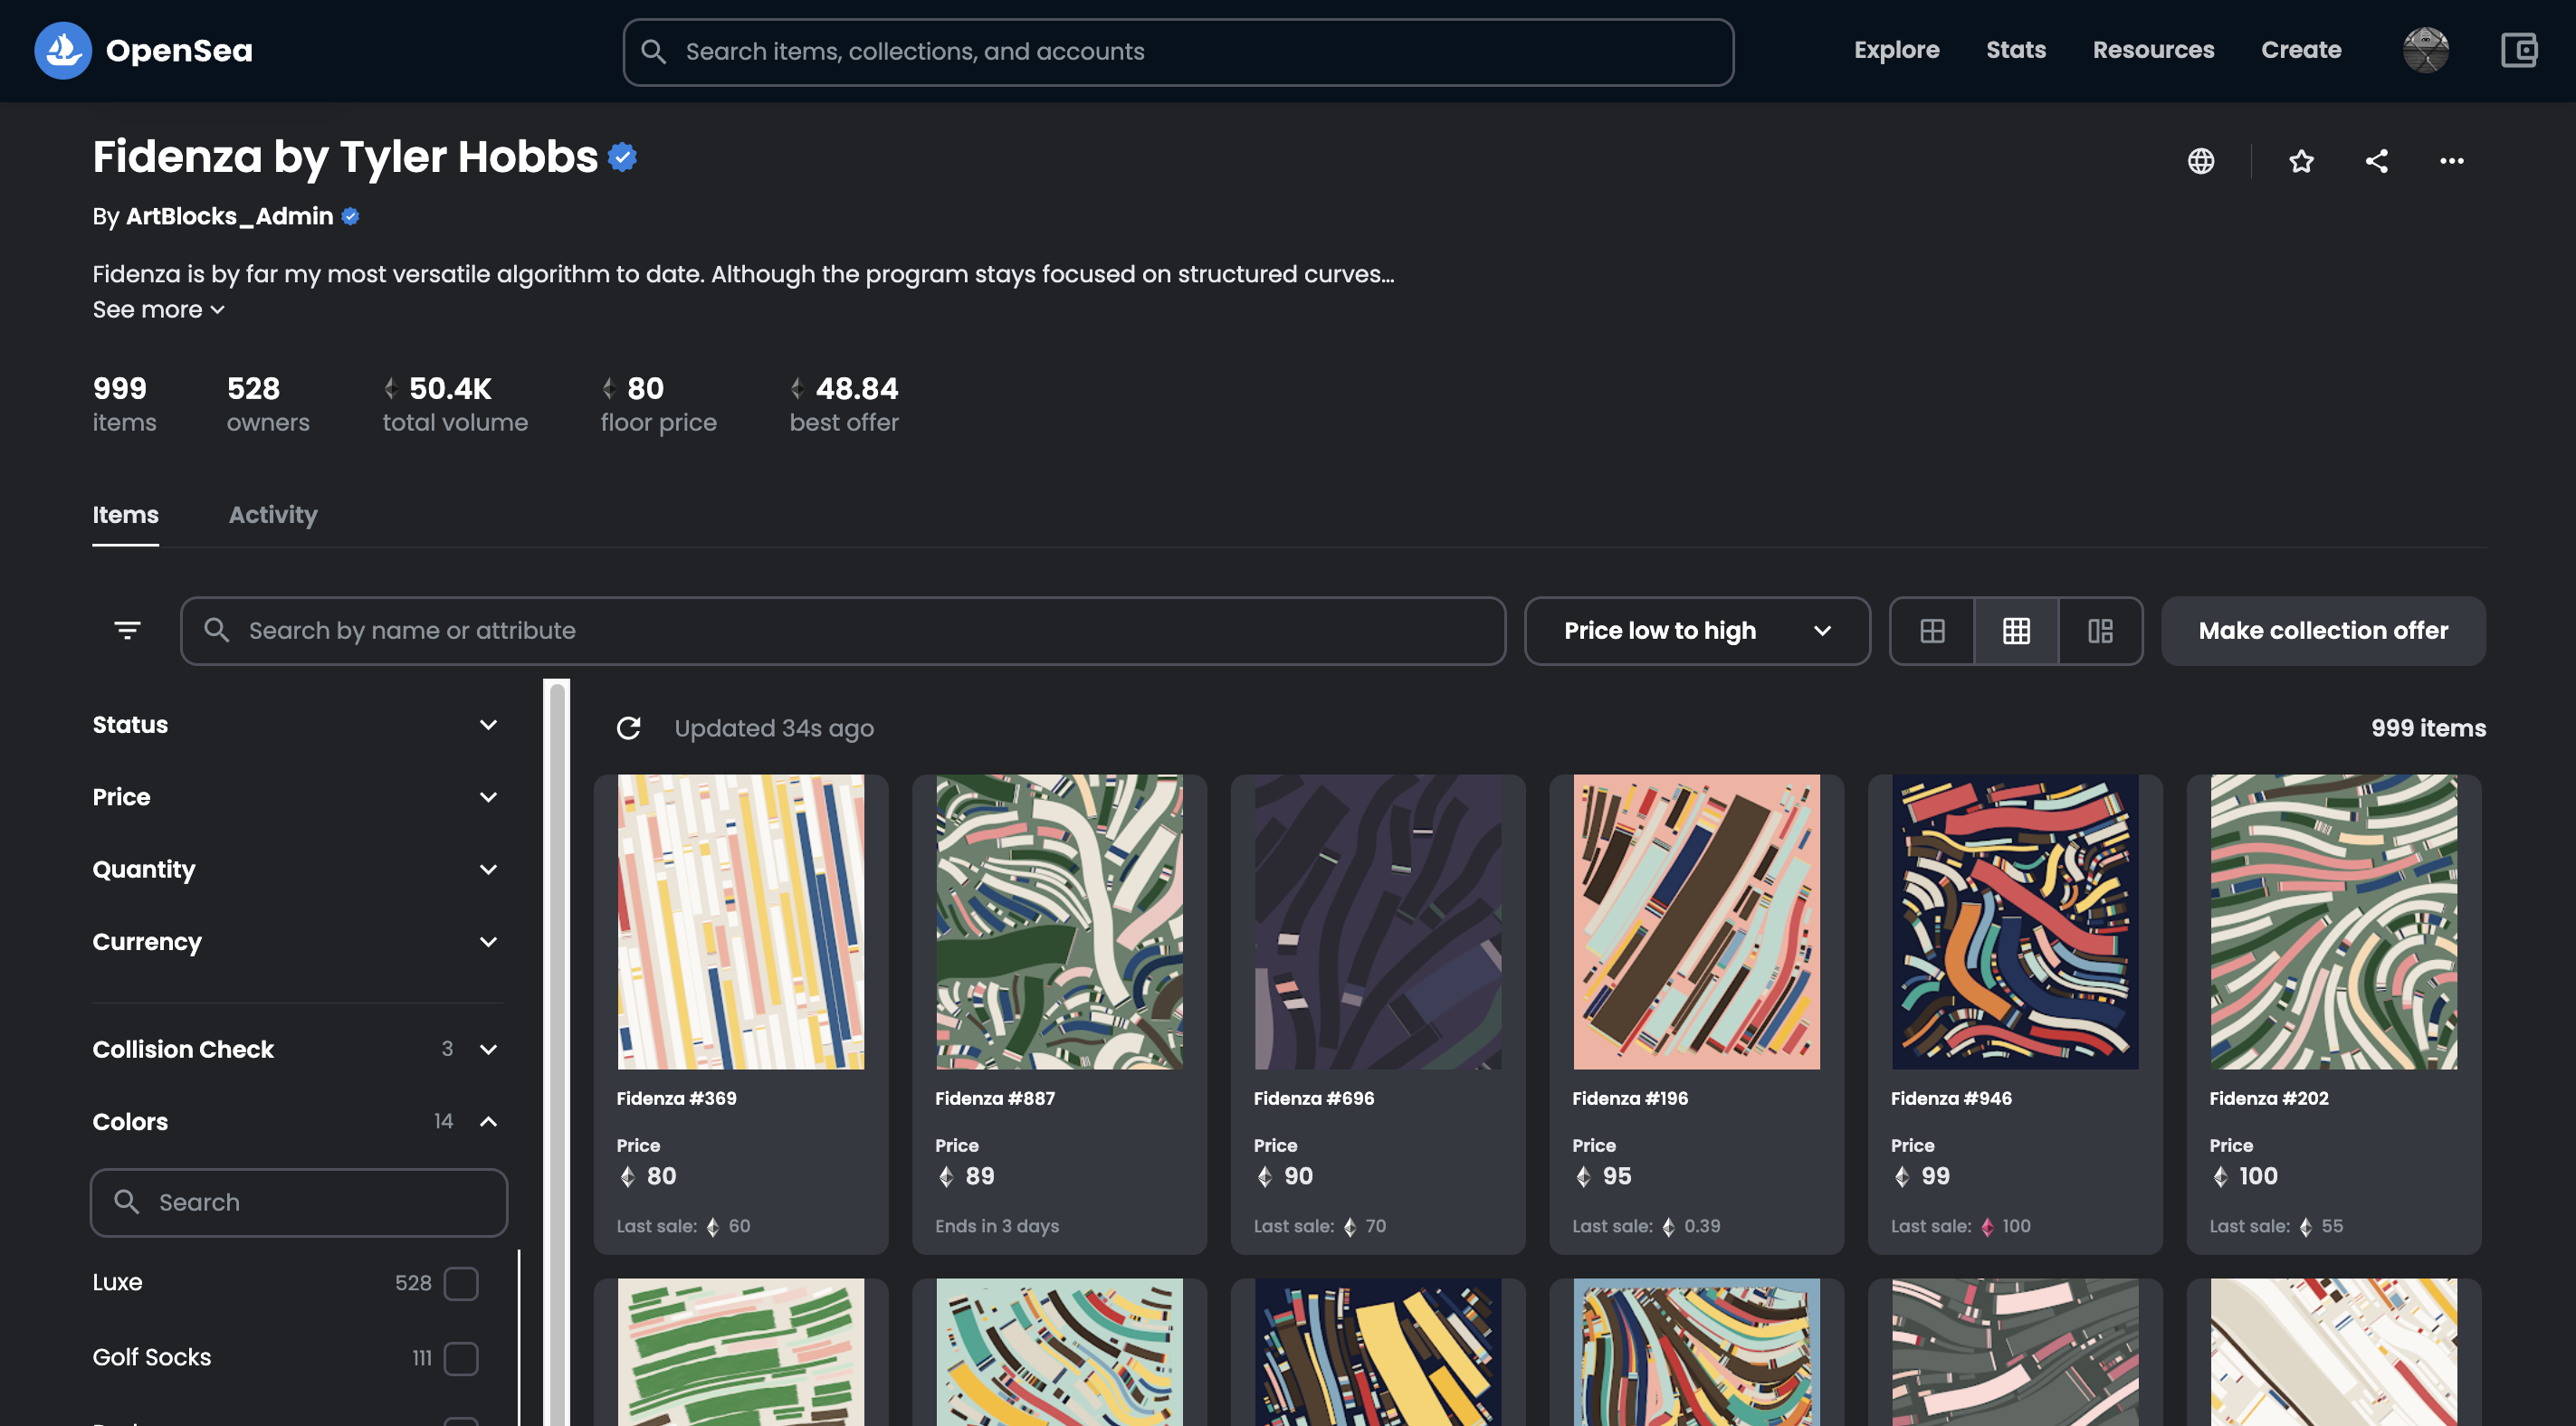 OpenSea
Search items, collections, and accounts
Explore
Stats
Resources
Create
Fidenza by Tyler Hobbs
By ArtBlocks_Admin
Fidenza is by far my most versatile algorithm to date. Although the program stays focused on structured curves...
See more
999
items
528
owners
50.4K
total volume
80
floor price
48.84
best offer
Items
Activity
Search by name or attribute
Price low to high
Make collection offer
Status
Price
Quantity
Currency
Collision Check 3
Colors 14
Search
Luxe 528
Golf Socks 111
Updated 34s ago
999 items
Fidenza #369
Price
80
Last sale: 60
Fidenza #887
Price
89
Ends in 3 days
Fidenza #696
Price
90
Last sale: 70
Fidenza #196
Price
95
Last sale: 0.39
Fidenza #946
Price
99
Last sale: 100
Fidenza #202
Price
100
Last sale: 55